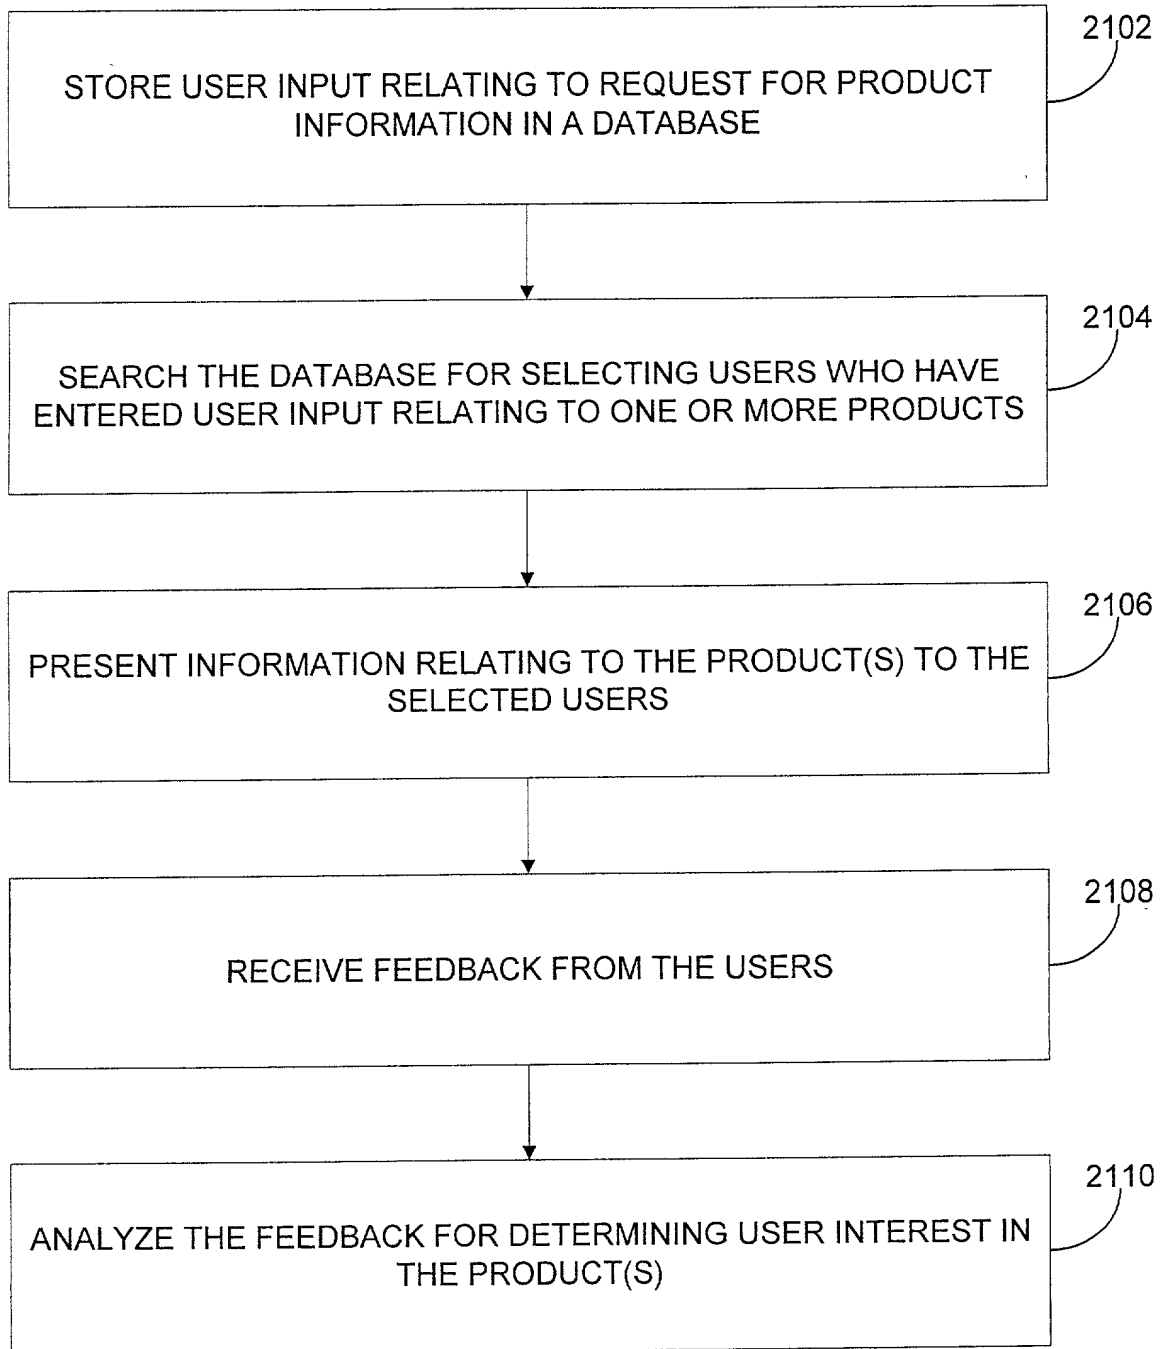 2102
STORE USER INPUT RELATING TO REQUEST FOR PRODUCT
INFORMATION IN A DATABASE
2104
SEARCH THE DATABASE FOR SELECTING USERS WHO HAVE
ENTERED USER INPUT RELATING TO ONE OR MORE PRODUCTS
2106
PRESENT INFORMATION RELATING TO THE PRODUCT(S) TO THE
SELECTED USERS
2108
RECEIVE FEEDBACK FROM THE USERS
2110
ANALYZE THE FEEDBACK FOR DETERMINING USER INTEREST IN
THE PRODUCT(S)